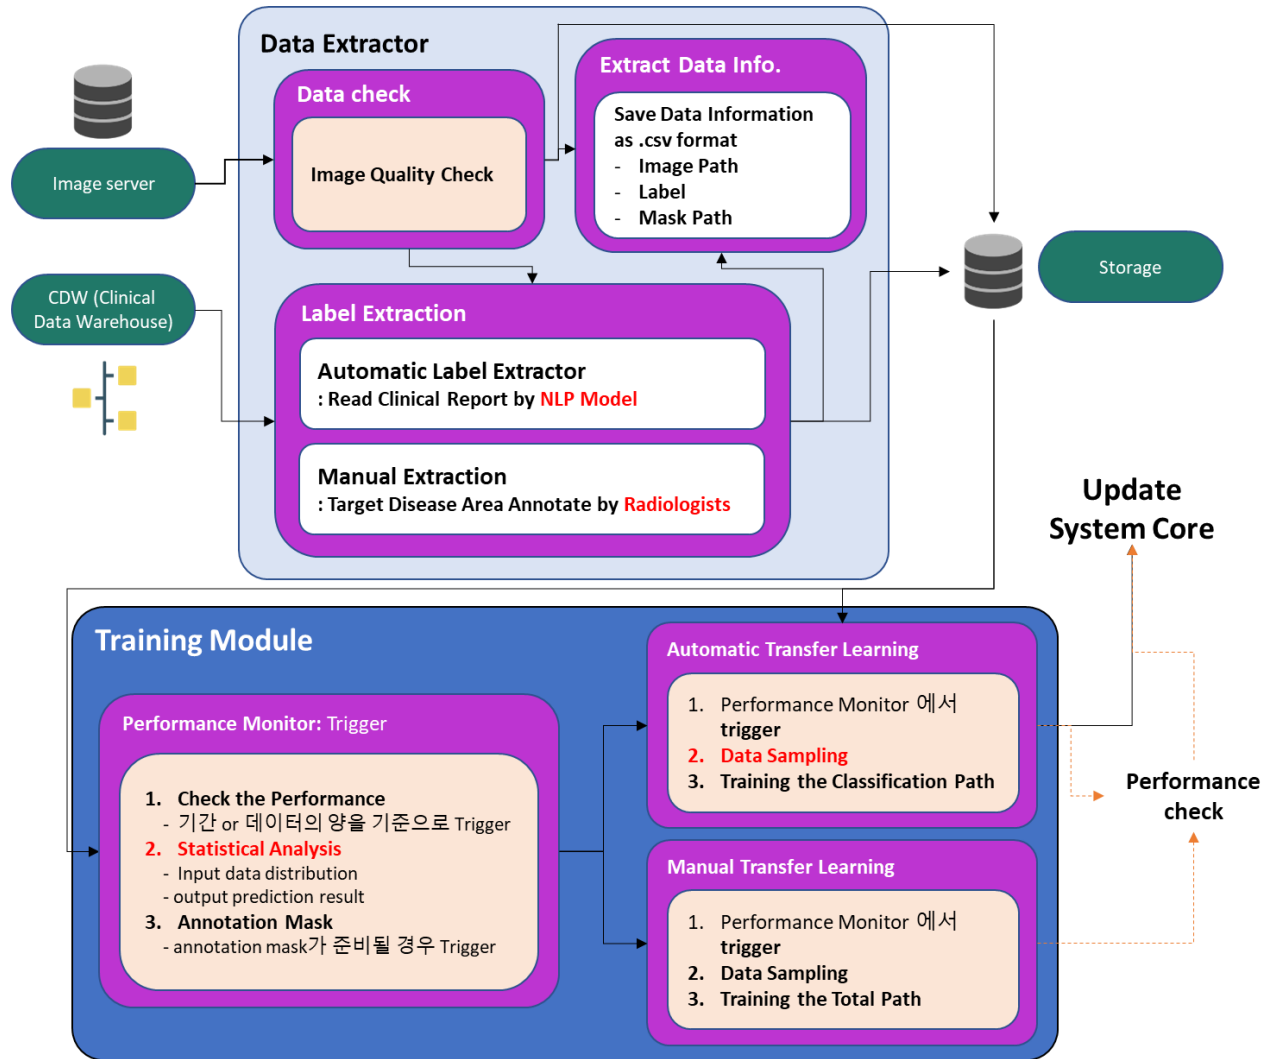 Data Extractor
Data check
Image Quality Check
Extract Data Info.
Save Data Information
as .csv format
- Image Path
- Label
- Mask Path
Image server
CDW (Clinical
Data Warehouse)
Storage
Label Extraction
Automatic Label Extractor
: Read Clinical Report by NLP Model
Manual Extraction
: Target Disease Area Annotate by Radiologists
Update
System Core
Training Module
Performance Monitor: Trigger
1. Check the Performance
- 기간 or 데이터의 양을 기준으로 Trigger
2. Statistical Analysis
- Input data distribution
- output prediction result
3. Annotation Mask
- annotation mask가 준비될 경우 Trigger
Automatic Transfer Learning
1. Performance Monitor 에서
trigger
2. Data Sampling
3. Training the Classification Path
Performance
check
Manual Transfer Learning
1. Performance Monitor 에서
trigger
2. Data Sampling
3. Training the Total Path